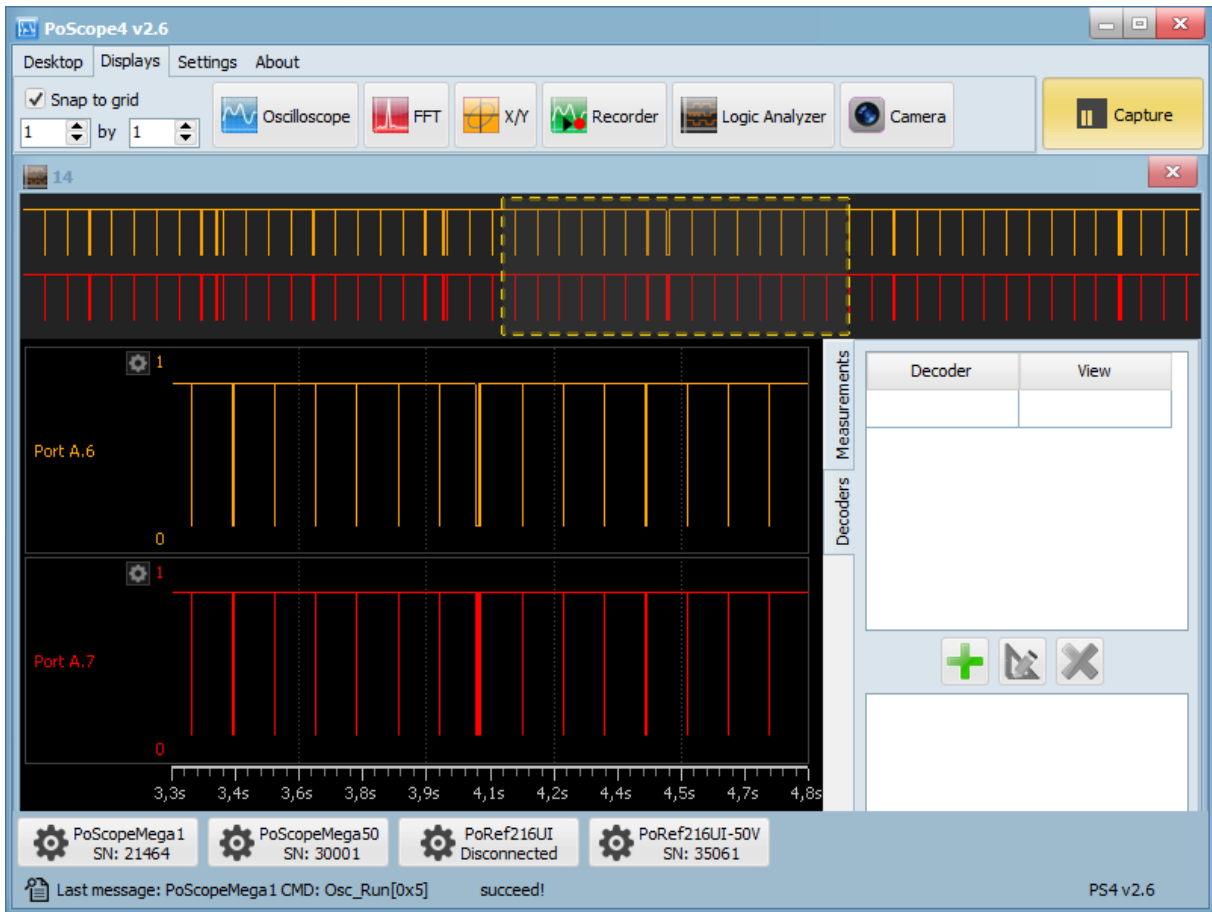 PoScope4 v2.6
Desktop Displays Settings About
Snap to grid
1 by 1
Oscilloscope FFT X/Y Recorder Logic Analyzer Camera Capture
14
1
Port A.6
0
1
Port A.7
0
3,3s 3,4s 3,6s 3,8s 3,9s 4,1s 4,2s 4,4s 4,5s 4,7s 4,8s
Measurements
Decoders
Decoder View
PoScopeMega1
SN: 21464
PoScopeMega50
SN: 30001
PoRef216UI
Disconnected
PoRef216UI-50V
SN: 35061
Last message: PoScopeMega1 CMD: Osc_Run[0x5] succeed! PS4 v2.6